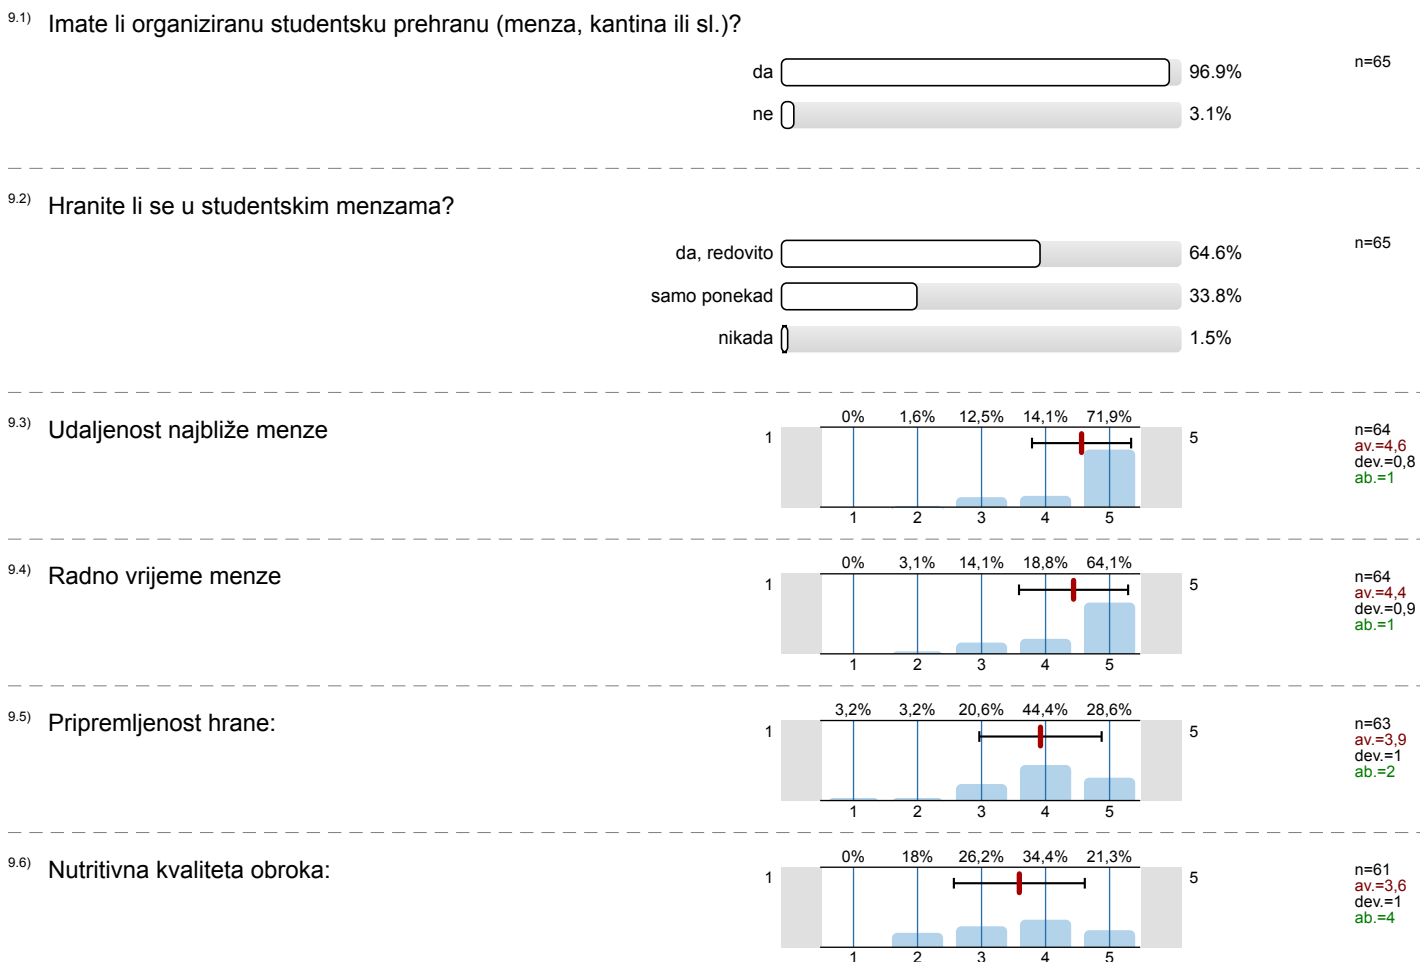 9.1) Imate li organiziranu studentsku prehranu (menza, kantina ili sl.)?
da 96.9% n=65
ne 3.1%
9.2) Hranite li se u studentskim menzama?
da, redovito 64.6% n=65
samo ponekad 33.8%
nikada 1.5%
9.3) Udaljenost najbliže menze
0% 1,6% 12,5% 14,1% 71,9%
1 5
1 2 3 4 5
n=64
av.=4,6
dev.=0,8
ab.=1
9.4) Radno vrijeme menze
0% 3,1% 14,1% 18,8% 64,1%
1 5
1 2 3 4 5
n=64
av.=4,4
dev.=0,9
ab.=1
9.5) Pripremljenost hrane:
3,2% 3,2% 20,6% 44,4% 28,6%
1 5
1 2 3 4 5
n=63
av.=3,9
dev.=1
ab.=2
9.6) Nutritivna kvaliteta obroka:
0% 18% 26,2% 34,4% 21,3%
1 5
1 2 3 4 5
n=61
av.=3,6
dev.=1
ab.=4